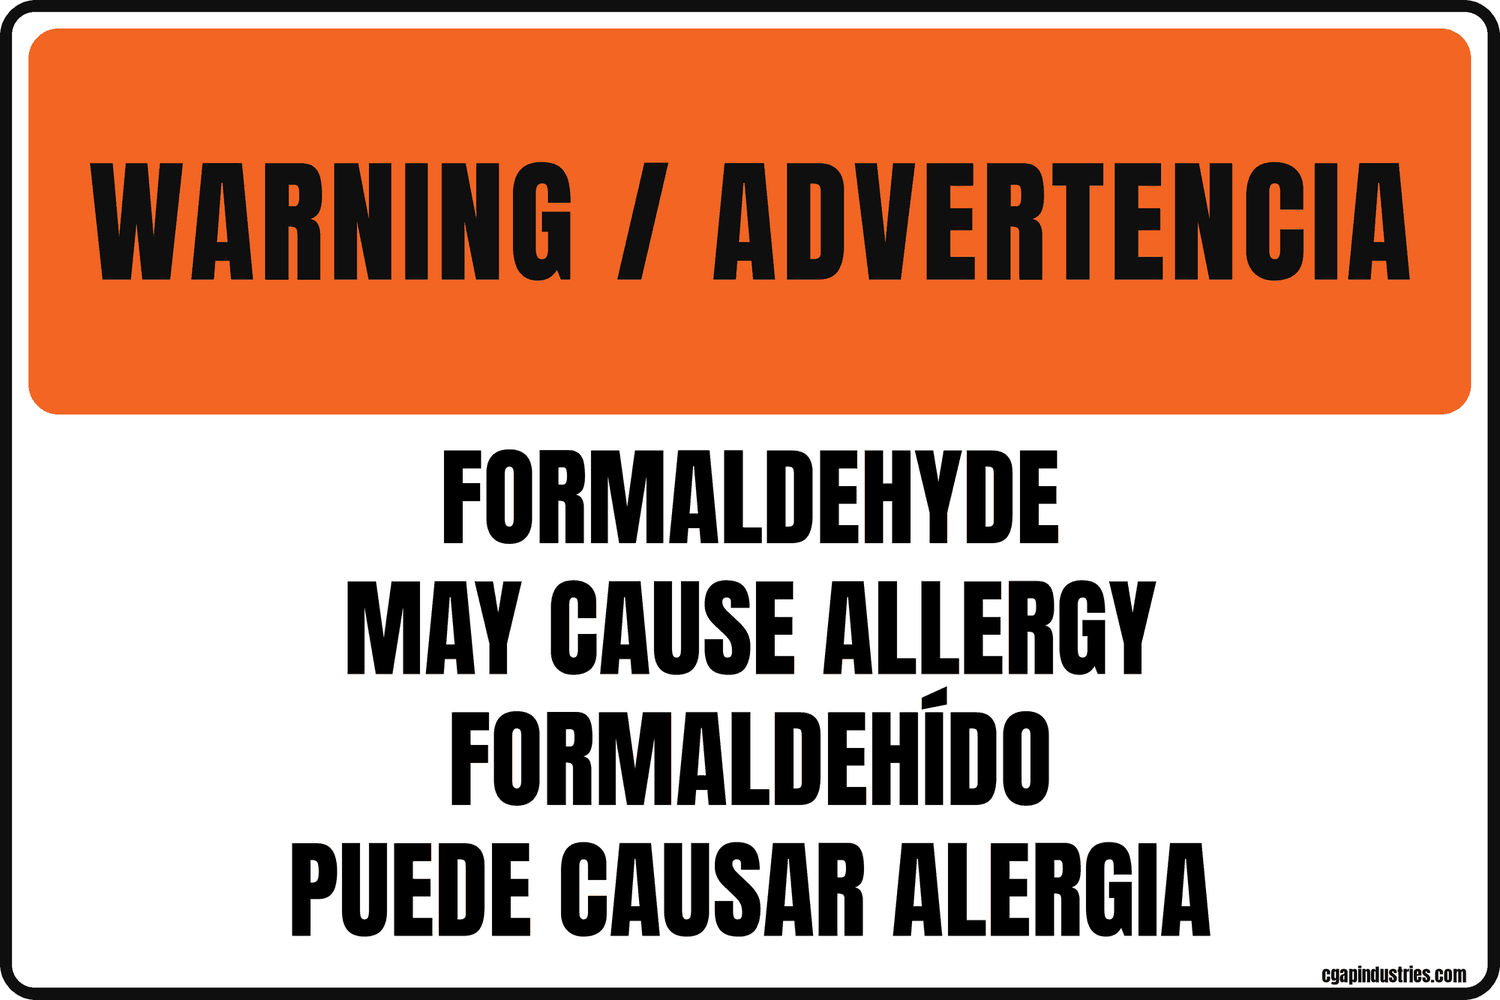 WARNING / ADVERTENCIA
FORMALDEHYDE
MAY CAUSE ALLERGY
FORMALDEHÍDO
PUEDE CAUSAR ALERGIA
cgapindustries.com